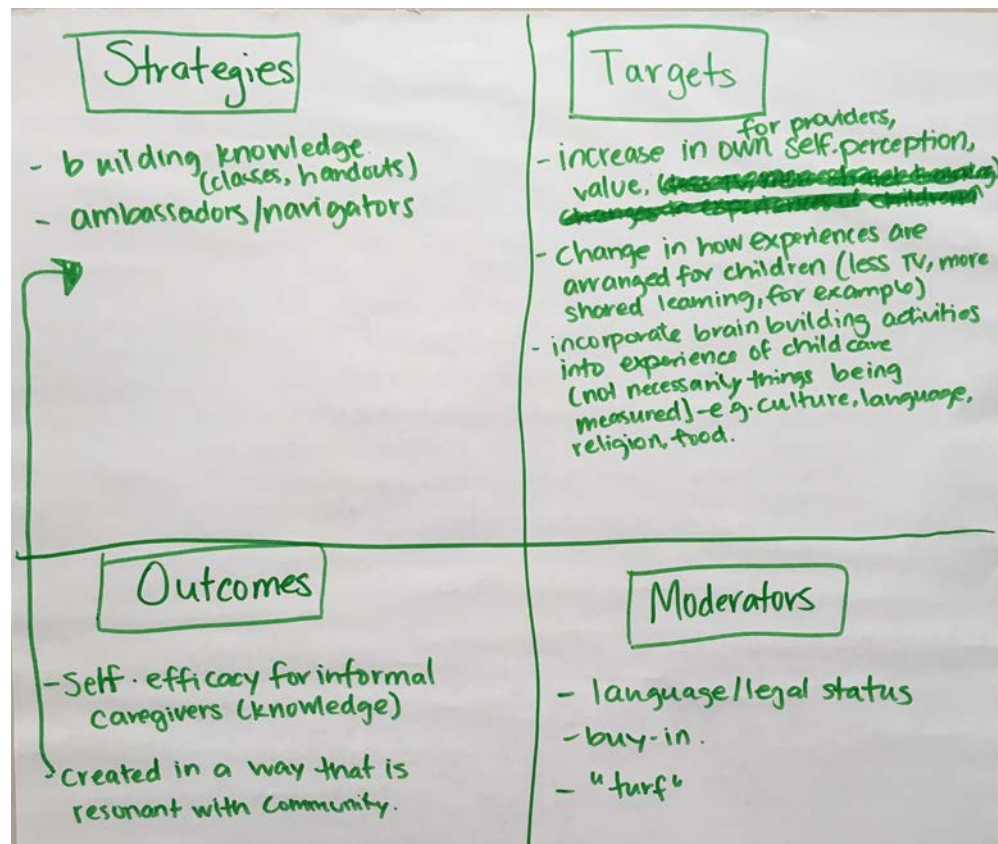 Strategies
- building knowledge
(classes, handouts)
- ambassadors/navigators
Targets
for providers,
- increase in own self-perception,
value,
- change in how experiences are
arranged for children (less TV, more
shared learning, for example)
- incorporate brain building activities
into experience of child care
(not necessarily things being
measured) - e.g. culture, language,
religion, food.
Outcomes
- Self-efficacy for informal
caregivers (knowledge)
created in a way that is
resonant with community.
Moderators
- language/legal status
- buy-in.
- "turf"